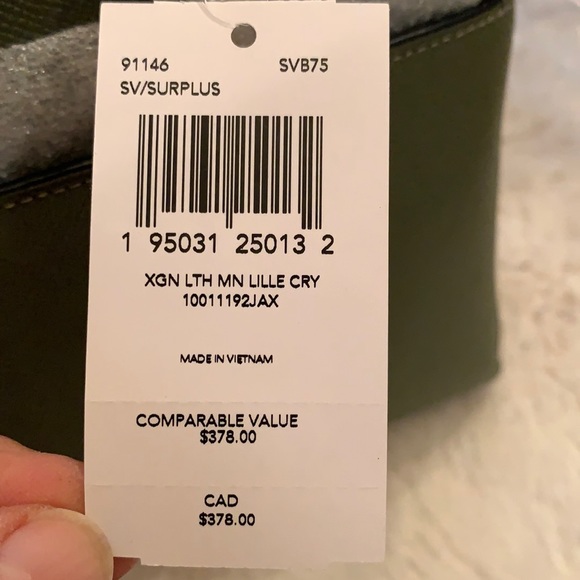 91146 SVB75
SV/SURPLUS
1 95031 25013 2
XGN LTH MN LILLE CRY
10011192JAX
MADE IN VIETNAM
COMPARABLE VALUE
$378.00
CAD
$378.00